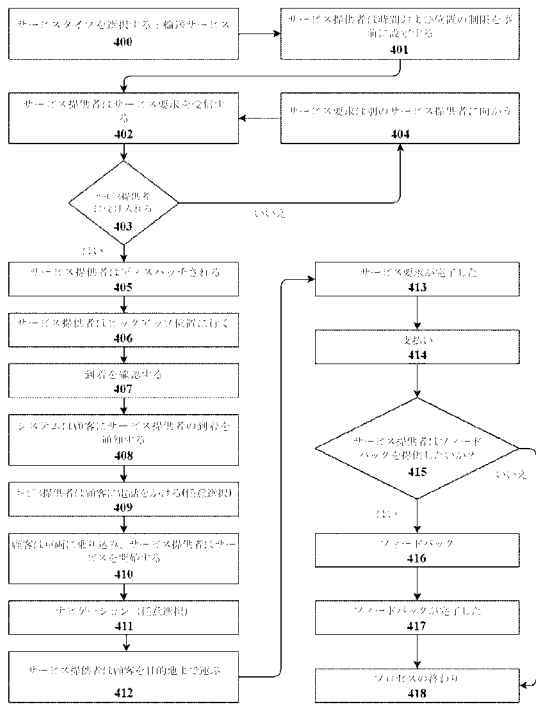 サービスタイプを選択する：輸送サービス
400
サービス提供者は時間および位置の制限を事
前に設定する
401
サービス提供者はサービス要求を受信す
る
402
サービス要求は別のサービス提供者に向かう
404
サービス提供者
は受け入れる
403
いいえ
はい
サービス提供者はディスパッチされる
405
サービス提供者はピックアップ位置に行く
406
到着を確認する
407
システムは顧客にサービス提供者の到着を
通知する
408
サービス提供者は顧客に電話をかける(任意選択)
409
顧客は車両に乗り込み、サービス提供者はサー
ビスを開始する
410
ナビゲーション（任意選択）
411
サービス提供者は顧客を目的地まで運ぶ
412
サービス要求が完了した
413
支払い
414
サービス提供者はフィード
バックを提供したいか？
415
いいえ
はい
フィードバック
416
フィードバックが完了した
417
プロセスの終わり
418